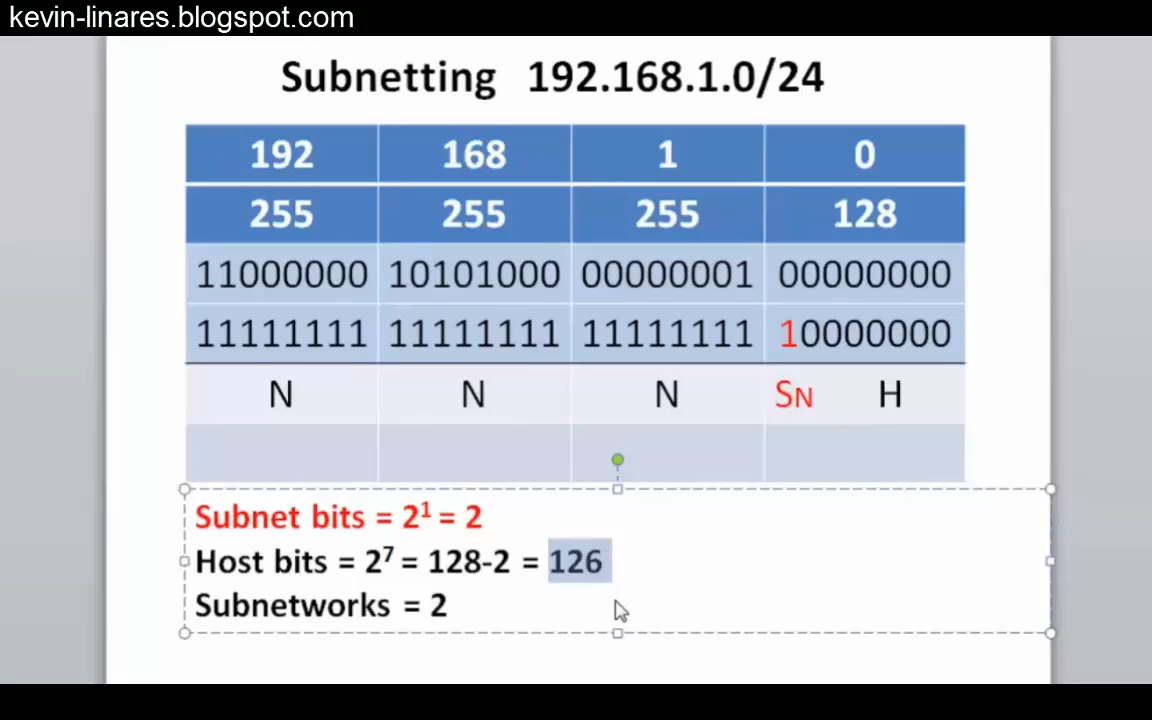 kevin-linares.blogspot.com
Subnetting 192.168.1.0/24
192 168 1 0
255 255 255 128
11000000 10101000 00000001 00000000
11111111 11111111 11111111 10000000
N N N SN H
Subnet bits = 2¹ = 2
Host bits = 2⁷ = 128-2 = 126
Subnetworks = 2